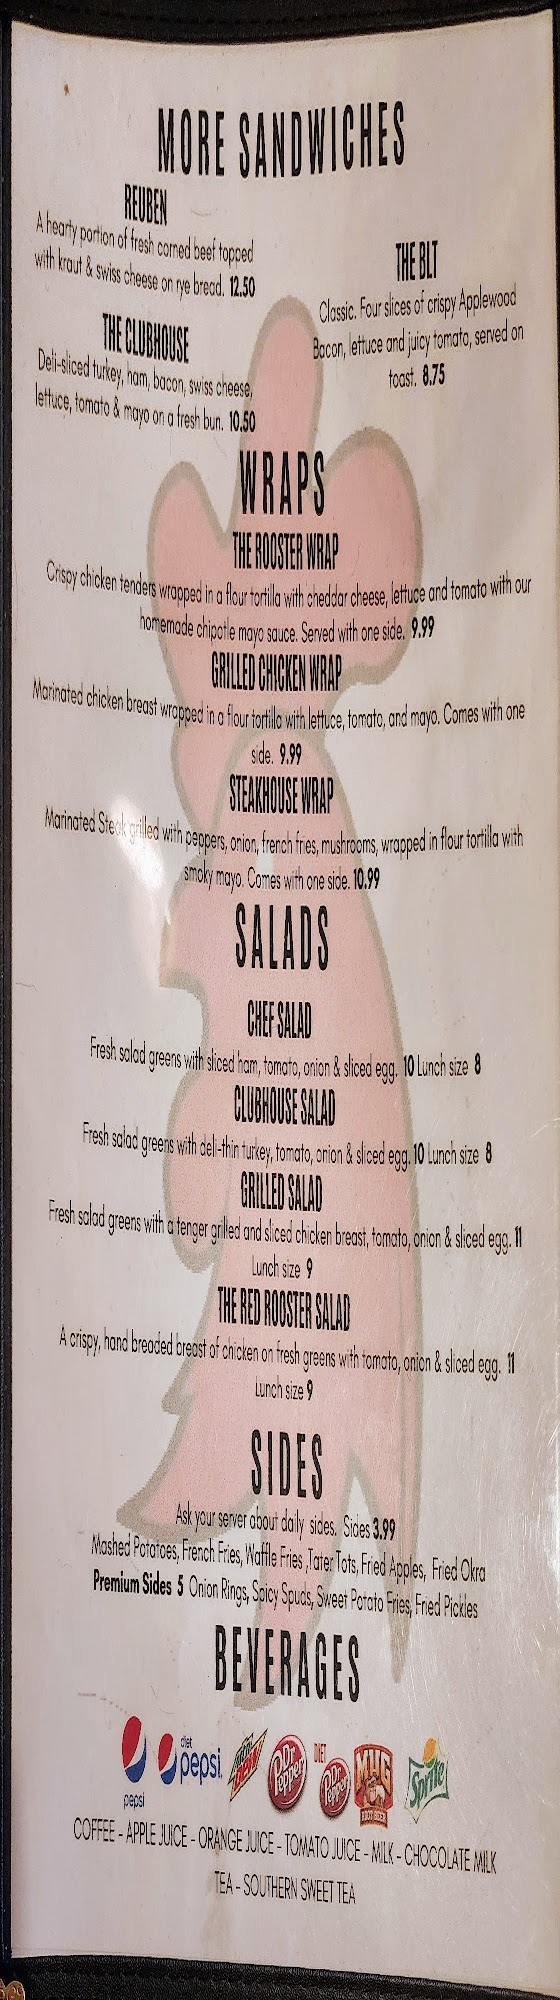 MORE SANDWICHES
REUBEN
A hearty portion of fresh corned beef topped
with kraut & swiss cheese on rye bread. 12.50
THE CLUBHOUSE
Deli-sliced turkey, ham, bacon, swiss cheese,
lettuce, tomato & mayo on a fresh bun. 10.50
THE BLT
Classic. Four slices of crispy Applewood
Bacon, lettuce and juicy tomato, served on
toast. 8.75
WRAPS
THE ROOSTER WRAP
Crispy chicken tenders wrapped in a flour tortilla with cheddar cheese, lettuce and tomato with our
homemade chipotle mayo sauce. Served with one side. 9.99
GRILLED CHICKEN WRAP
Marinated chicken breast wrapped in a flour tortilla with lettuce, tomato, and mayo. Comes with one
side. 9.99
STEAKHOUSE WRAP
Marinated Steak grilled with peppers, onion, french fries, mushrooms, wrapped in flour tortilla with
smoky mayo. Comes with one side. 10.99
SALADS
CHEF SALAD
Fresh salad greens with sliced ham, tomato, onion & sliced egg. 10 Lunch size 8
CLUBHOUSE SALAD
Fresh salad greens with deli-thin turkey, tomato, onion & sliced egg. 10 Lunch size 8
GRILLED SALAD
Fresh salad greens with a tenger grilled and sliced chicken breast, tomato, onion & sliced egg. 11
Lunch size 9
THE RED ROOSTER SALAD
A crispy, hand breaded breast of chicken on fresh greens with tomato, onion & sliced egg. 11
Lunch size 9
SIDES
Ask your server about daily sides. Sides 3.99
Mashed Potatoes, French Fries, Waffle Fries ,Tater Tots, Fried Apples, Fried Okra
Premium Sides 5 Onion Rings, Spicy Spuds, Sweet Potato Fries, Fried Pickles
BEVERAGES
pepsi
diet pepsi.
Mtn Dew
Dr Pepper
DIET Dr Pepper
MUG ROOT BEER
Sprite
COFFEE - APPLE JUICE - ORANGE JUICE - TOMATO JUICE - MILK - CHOCOLATE MILK
TEA - SOUTHERN SWEET TEA